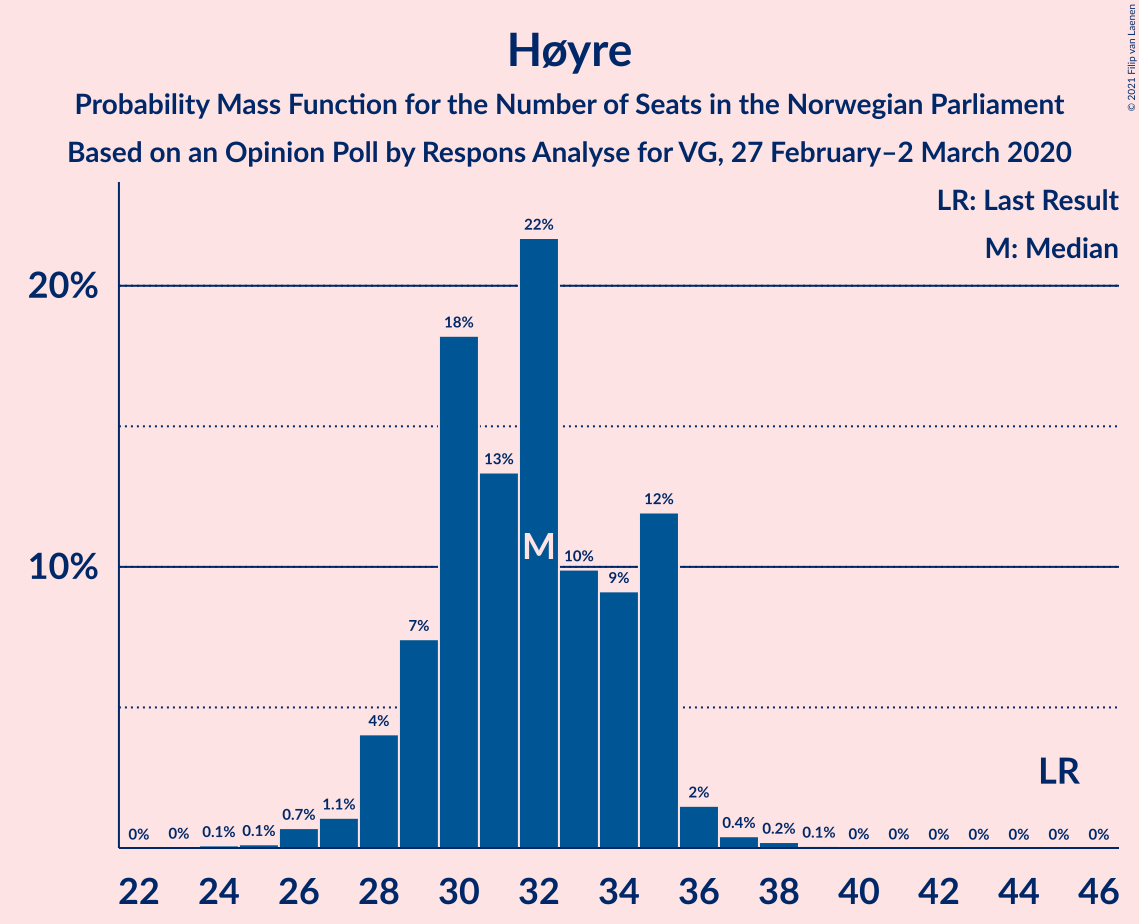 Høyre
Probability Mass Function for the Number of Seats in the Norwegian Parliament
Based on an Opinion Poll by Respons Analyse for VG, 27 February–2 March 2020
© 2021 Filip van Laenen
LR: Last Result
M: Median
20%
10%
0% 0% 0.1% 0.1% 0.7% 1.1% 4% 7% 18% 13% 22% 10% 9% 12% 2% 0.4% 0.2% 0.1% 0% 0% 0% 0% 0% 0% 0%
M
LR
22 24 26 28 30 32 34 36 38 40 42 44 46